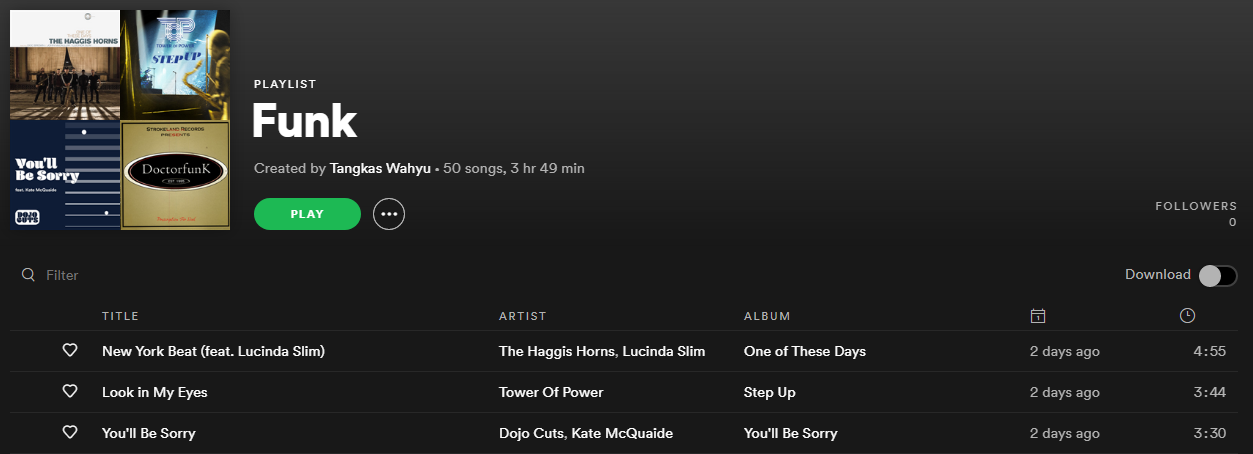 THE HAGGIS HORNS
TP
TOWER OF POWER
STEP UP
You'll
Be Sorry
feat. Kate McQuaide
DOJO
CUTS
STROKELAND RECORDS
PRESENTS
DoctorfunK
PLAYLIST
Funk
Created by Tangkas Wahyu • 50 songs, 3 hr 49 min
PLAY
FOLLOWERS
0
Filter
Download
TITLE ARTIST ALBUM
New York Beat (feat. Lucinda Slim) The Haggis Horns, Lucinda Slim One of These Days 2 days ago 4:55
Look in My Eyes Tower Of Power Step Up 2 days ago 3:44
You'll Be Sorry Dojo Cuts, Kate McQuaide You'll Be Sorry 2 days ago 3:30